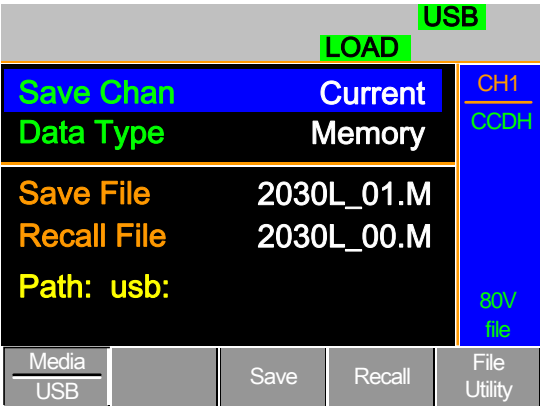 USB
LOAD
Save Chan Current
Data Type Memory
Save File 2030L_01.M
Recall File 2030L_00.M
Path: usb:
CH1
CCDH
80V
file
Media
USB
Save
Recall
File
Utility